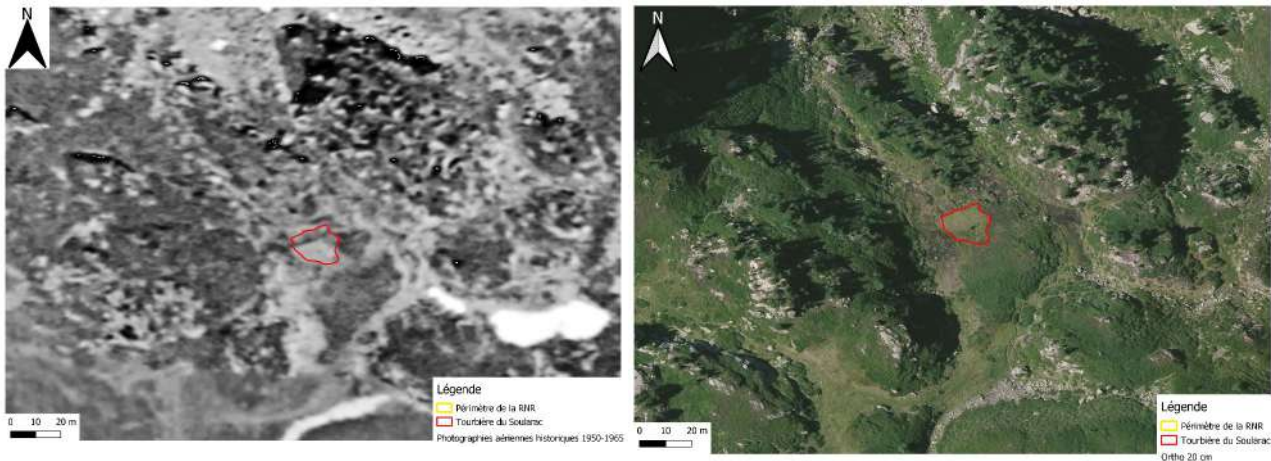 N
Légende
Périmètre de la RNR
Tourbière du Soularac
Photographies aériennes historiques 1950-1965
0 10 20 m
N
Légende
Périmètre de la RNR
Tourbière du Soularac
Ortho 20 cm
0 10 20 m